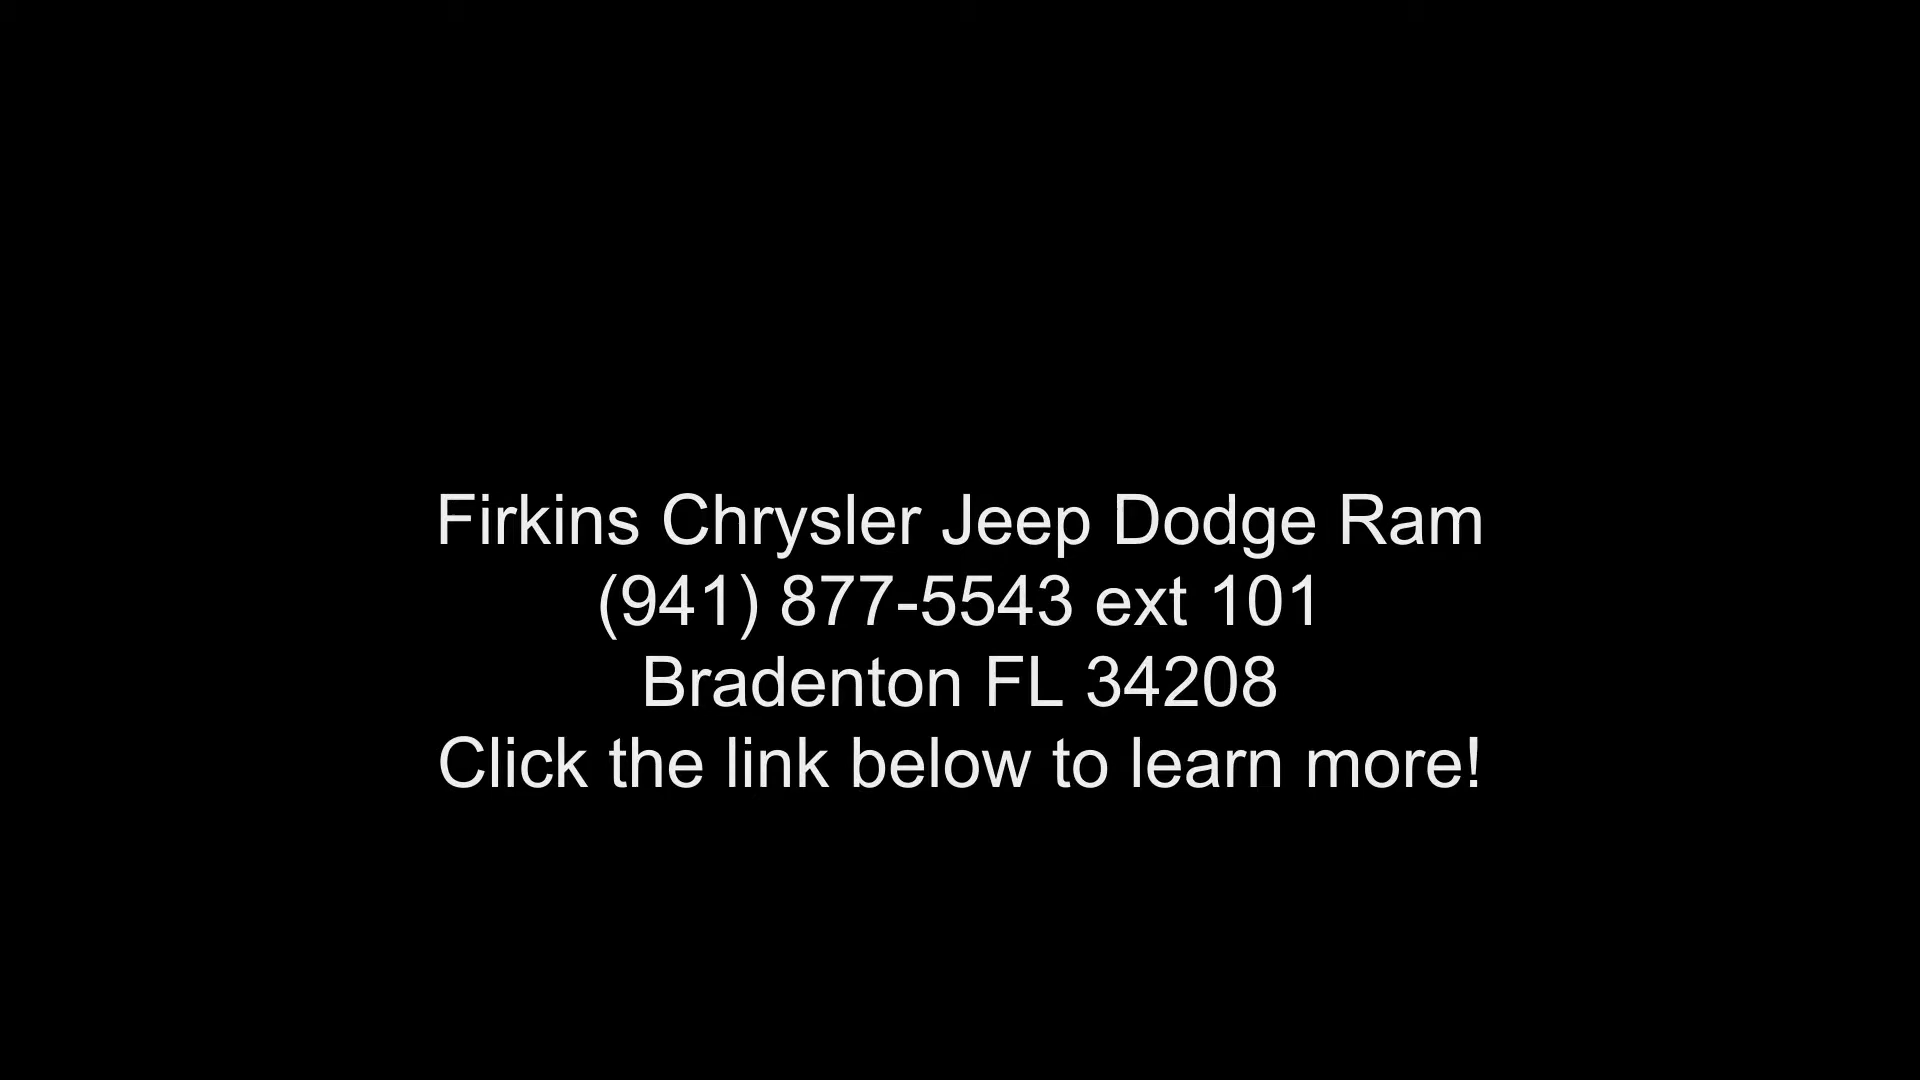 Firkins Chrysler Jeep Dodge Ram
(941) 877-5543 ext 101
Bradenton FL 34208
Click the link below to learn more!